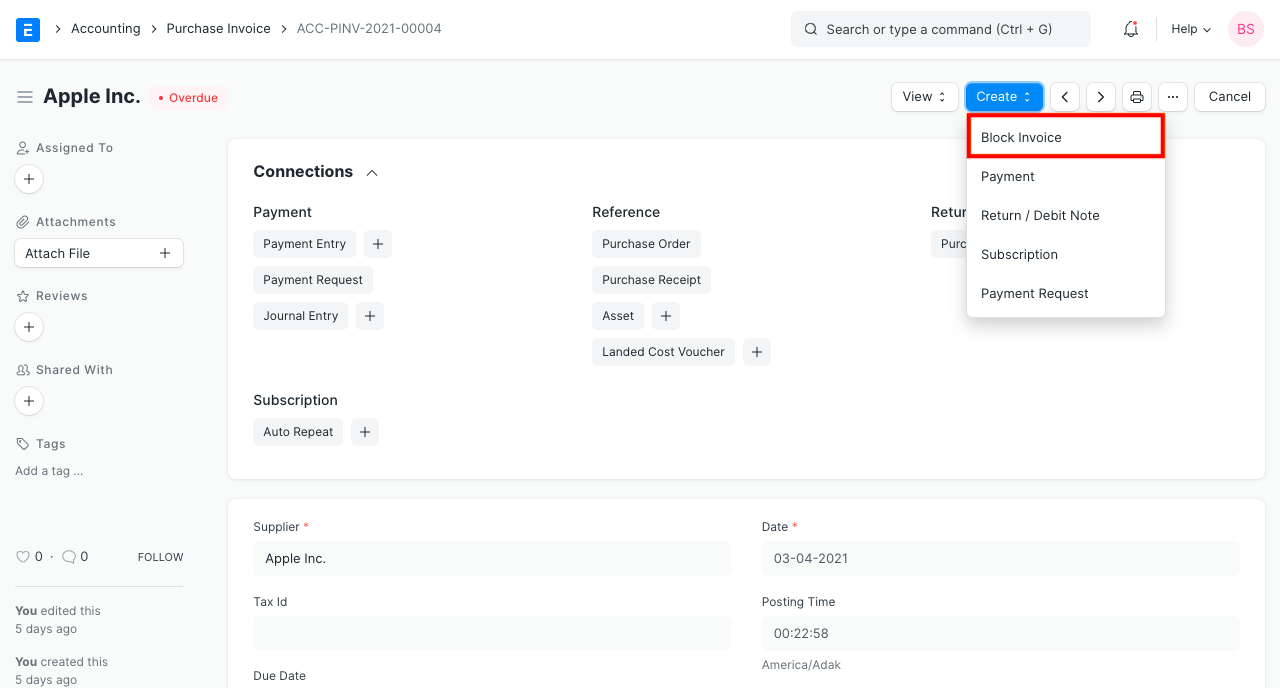 E
Accounting
Purchase Invoice
ACC-PINV-2021-00004
Search or type a command (Ctrl + G)
Help
BS
Apple Inc.
Overdue
View
Create
Cancel
Block Invoice
Payment
Return / Debit Note
Subscription
Payment Request
Assigned To
Attachments
Attach File
Reviews
Shared With
Tags
Add a tag ...
0 · 0
FOLLOW
You edited this
5 days ago
You created this
5 days ago
Connections
Payment
Payment Entry
Payment Request
Journal Entry
Reference
Purchase Order
Purchase Receipt
Asset
Landed Cost Voucher
Subscription
Auto Repeat
Supplier *
Apple Inc.
Tax Id
Due Date
Date *
03-04-2021
Posting Time
00:22:58
America/Adak